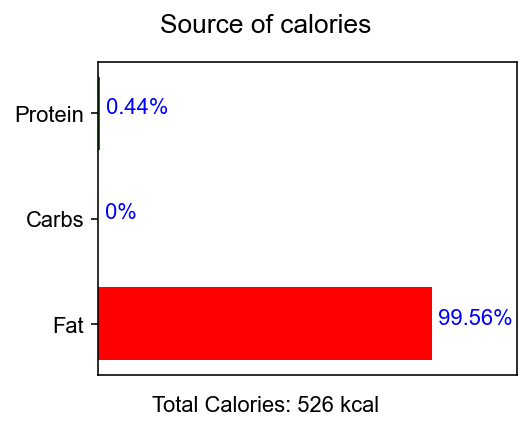 Source of calories
Protein
0.44%
Carbs
0%
Fat
99.56%
Total Calories: 526 kcal